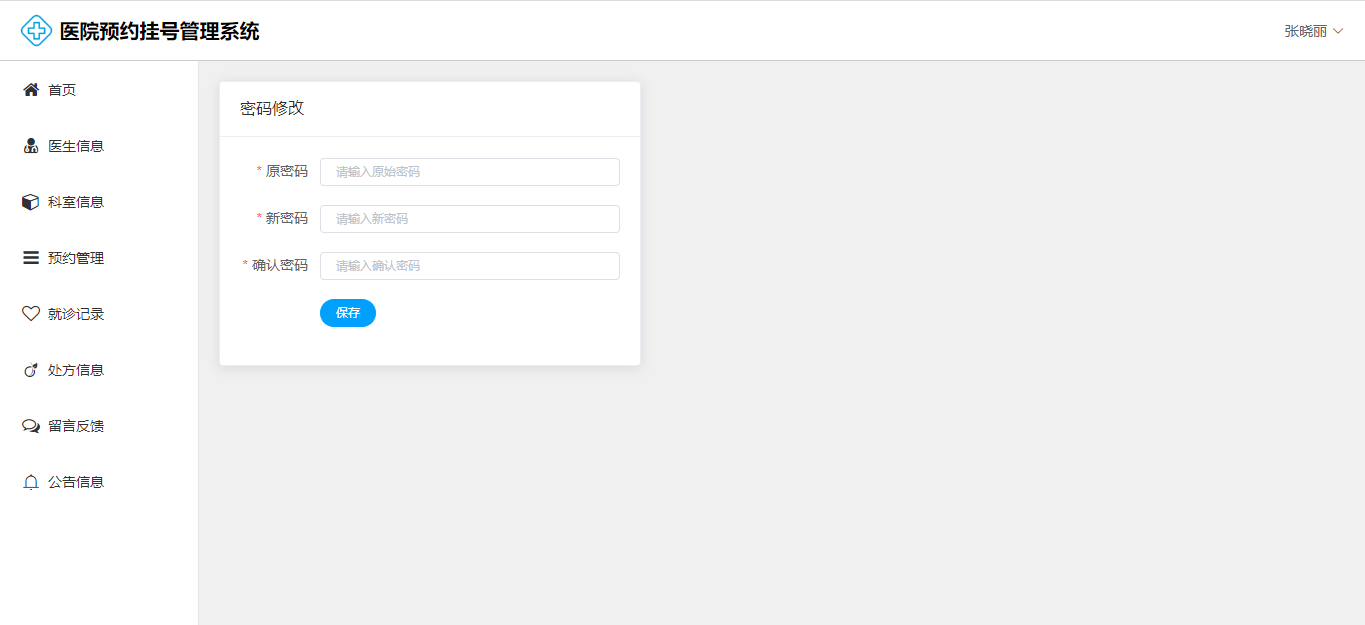 医院预约挂号管理系统
张晓丽
首页
医生信息
科室信息
预约管理
就诊记录
处方信息
留言反馈
公告信息
密码修改
* 原密码 请输入原始密码
* 新密码 请输入新密码
* 确认密码 请输入确认密码
保存